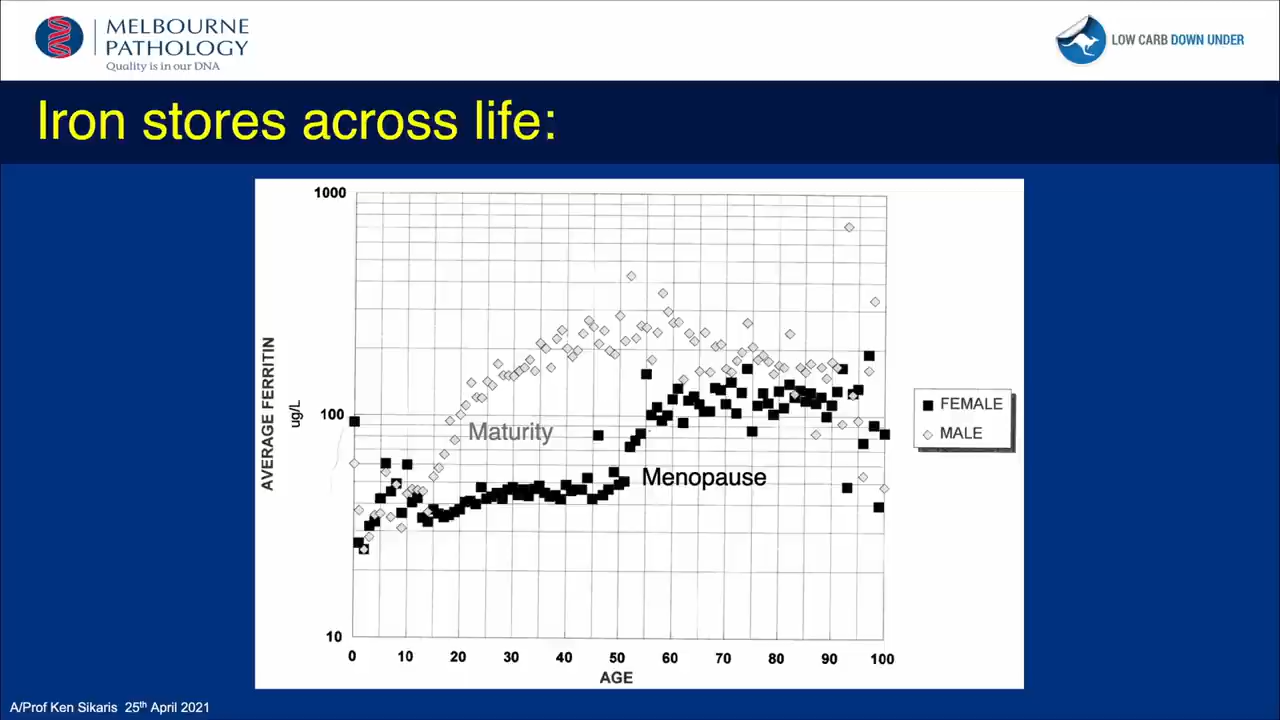 MELBOURNE
PATHOLOGY
Quality is in our DNA
LOW CARB DOWN UNDER
Iron stores across life:
1000
100
10
AVERAGE FERRITIN
ug/L
Maturity
Menopause
FEMALE
MALE
0 10 20 30 40 50 60 70 80 90 100
AGE
A/Prof Ken Sikaris 25th April 2021